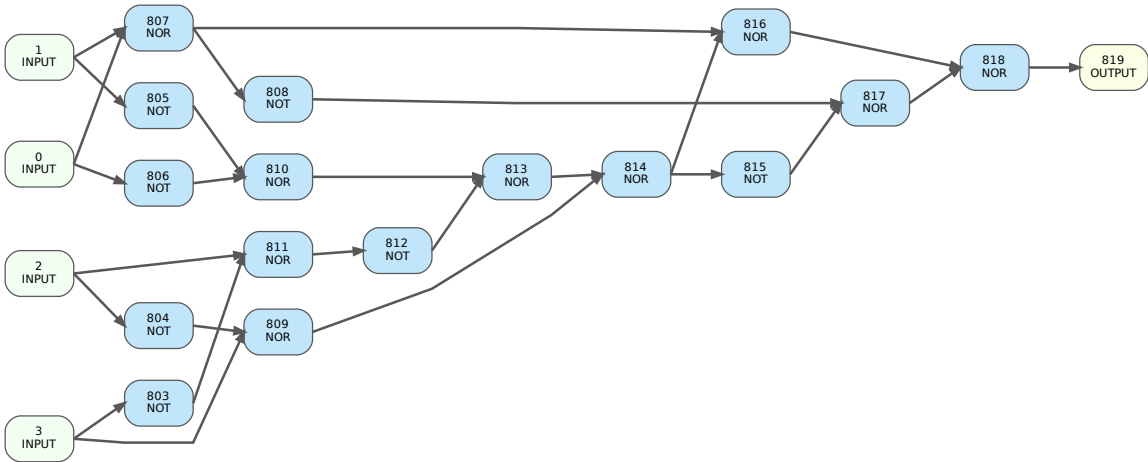 1
INPUT
0
INPUT
2
INPUT
3
INPUT
807
NOR
805
NOT
806
NOT
804
NOT
803
NOT
808
NOT
810
NOR
811
NOR
809
NOR
812
NOT
813
NOR
814
NOR
816
NOR
815
NOT
817
NOR
818
NOR
819
OUTPUT